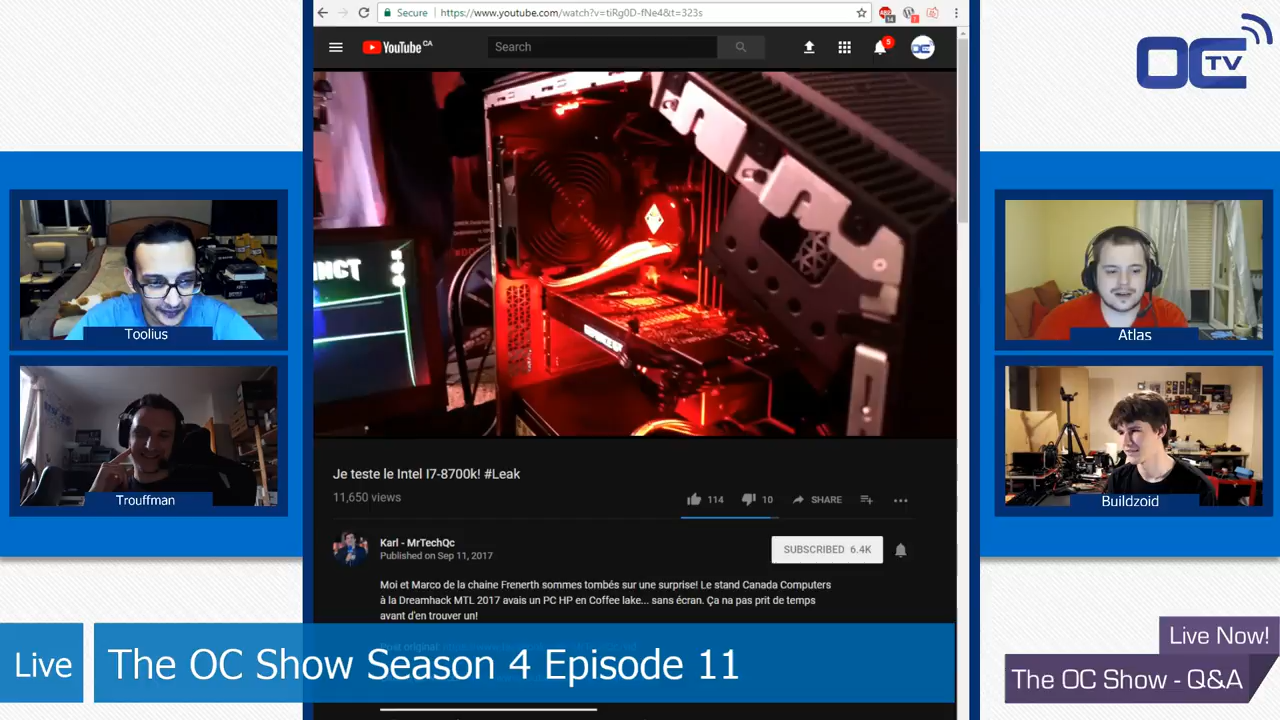 Secure https://www.youtube.com/watch?v=tiRg0D-fNe4&t=323s
YouTube CA
Search
5
OC TV
Toolius
Trouffman
Atlas
Buildzoid
Je teste le Intel I7-8700k! #Leak
11,650 views
114 10 SHARE
Karl - MrTechQc
Published on Sep 11, 2017
SUBSCRIBED 6.4K
Moi et Marco de la chaine Frenerth sommes tombés sur une surprise! Le stand Canada Computers
à la Dreamhack MTL 2017 avais un PC HP en Coffee lake... sans écran. Ça na pas prit de temps
avant d'en trouver un!
Live
The OC Show Season 4 Episode 11
Live Now!
The OC Show - Q&A